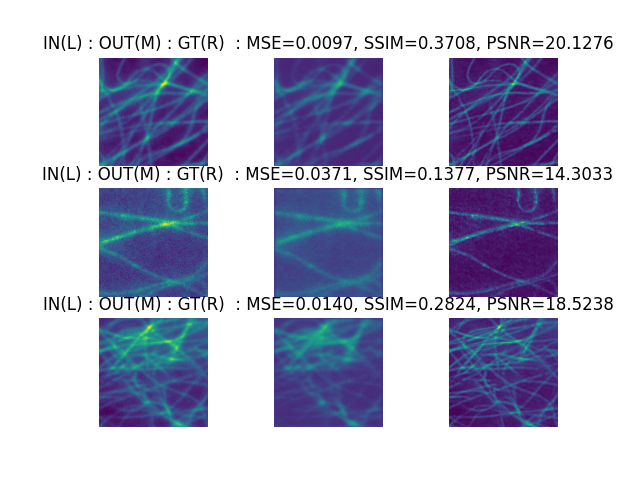 IN(L) : OUT(M) : GT(R)  : MSE=0.0097, SSIM=0.3708, PSNR=20.1276
IN(L) : OUT(M) : GT(R)  : MSE=0.0371, SSIM=0.1377, PSNR=14.3033
IN(L) : OUT(M) : GT(R)  : MSE=0.0140, SSIM=0.2824, PSNR=18.5238